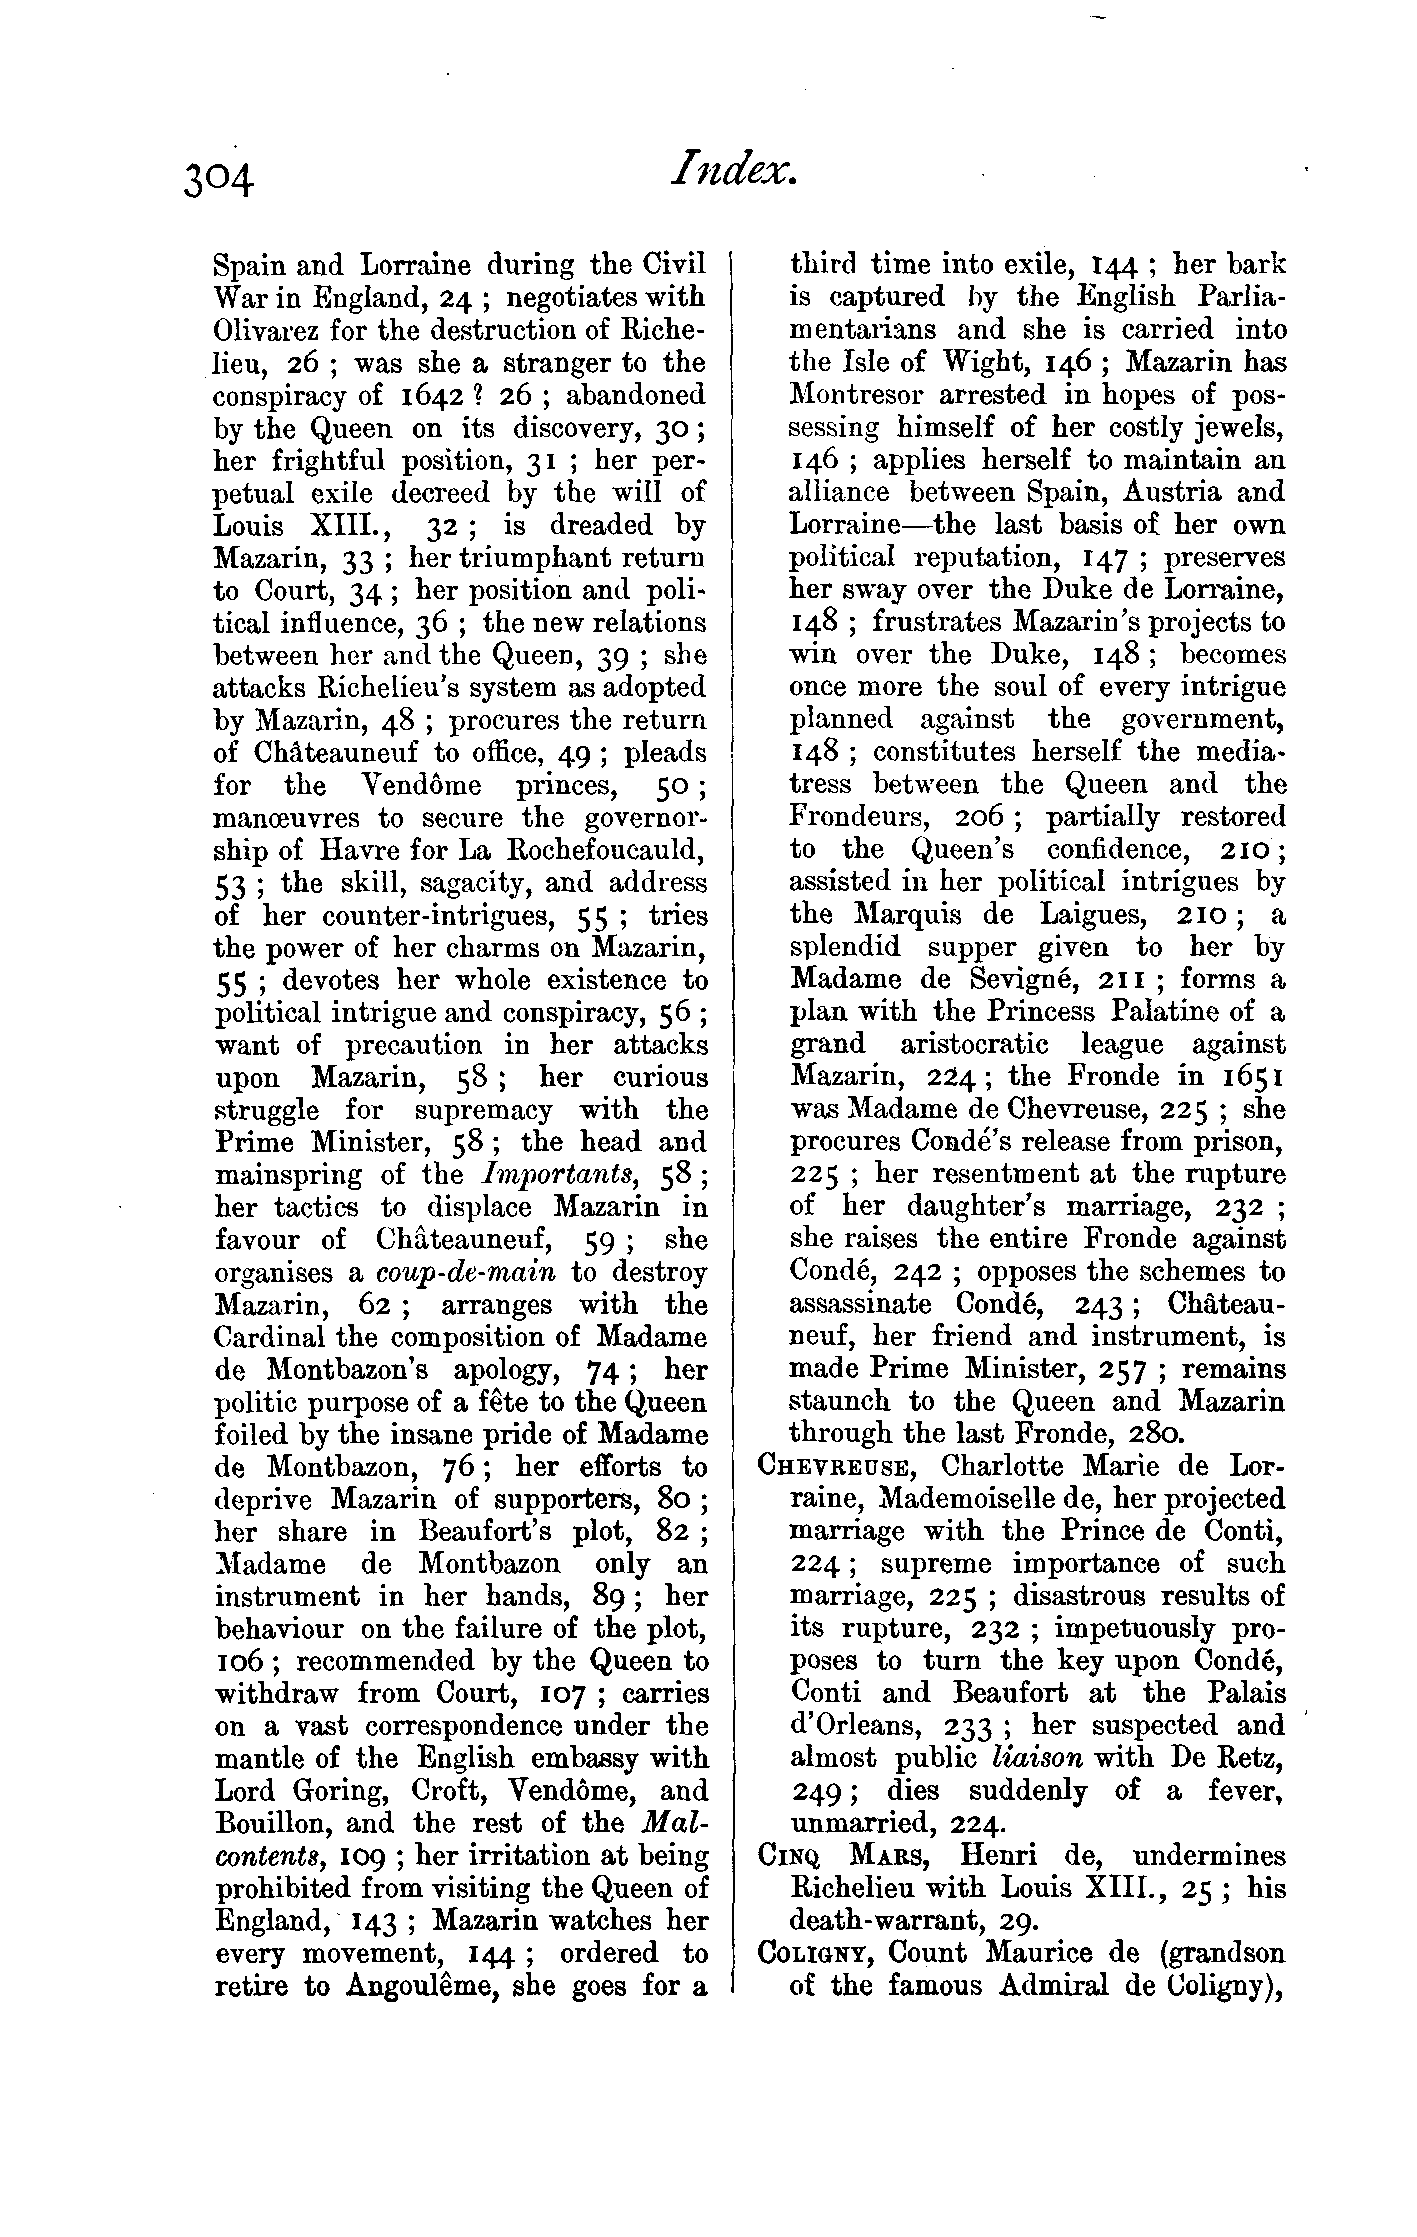 304
Index.
Spain and Lorraine during the Civil
War in England, 24 ; negotiates with
Olivarez for the destruction of Riche-
lieu, 26 ; was she a stranger to the
conspiracy of 1642 ? 26 ; abandoned
by the Queen on its discovery, 30 ;
her frightful position, 31 ; her per-
petual exile decreed by the will of
Louis XIII., 32 ; is dreaded by
Mazarin, 33 ; her triumphant return
to Court, 34 ; her position and poli-
tical influence, 36 ; the new relations
between her and the Queen, 39 ; she
attacks Richelieu's system as adopted
by Mazarin, 48 ; procures the return
of Châteauneuf to office, 49 ; pleads
for the Vendôme princes, 50 ;
manœuvres to secure the governor-
ship of Havre for La Rochefoucauld,
53 ; the skill, sagacity, and address
of her counter-intrigues, 55 ; tries
the power of her charms on Mazarin,
55 ; devotes her whole existence to
political intrigue and conspiracy, 56 ;
want of precaution in her attacks
upon Mazarin, 58 ; her curious
struggle for supremacy with the
Prime Minister, 58 ; the head and
mainspring of the Importants, 58 ;
her tactics to displace Mazarin in
favour of Châteauneuf, 59 ; she
organises a coup-de-main to destroy
Mazarin, 62 ; arranges with the
Cardinal the composition of Madame
de Montbazon's apology, 74 ; her
politic purpose of a fête to the Queen
foiled by the insane pride of Madame
de Montbazon, 76 ; her efforts to
deprive Mazarin of supporters, 80 ;
her share in Beaufort's plot, 82 ;
Madame de Montbazon only an
instrument in her hands, 89 ; her
behaviour on the failure of the plot,
106 ; recommended by the Queen to
withdraw from Court, 107 ; carries
on a vast correspondence under the
mantle of the English embassy with
Lord Goring, Croft, Vendôme, and
Bouillon, and the rest of the Mal-
contents, 109 ; her irritation at being
prohibited from visiting the Queen of
England, 143 ; Mazarin watches her
every movement, 144 ; ordered to
retire to Angoulême, she goes for a
third time into exile, 144 ; her bark
is captured by the English Parlia-
mentarians and she is carried into
the Isle of Wight, 146 ; Mazarin has
Montresor arrested in hopes of pos-
sessing himself of her costly jewels,
146 ; applies herself to maintain an
alliance between Spain, Austria and
Lorraine—the last basis of her own
political reputation, 147 ; preserves
her sway over the Duke de Lorraine,
148 ; frustrates Mazarin's projects to
win over the Duke, 148 ; becomes
once more the soul of every intrigue
planned against the government,
148 ; constitutes herself the media-
tress between the Queen and the
Frondeurs, 206 ; partially restored
to the Queen's confidence, 210 ;
assisted in her political intrigues by
the Marquis de Laigues, 210 ; a
splendid supper given to her by
Madame de Sevigné, 211 ; forms a
plan with the Princess Palatine of a
grand aristocratic league against
Mazarin, 224 ; the Fronde in 1651
was Madame de Chevreuse, 225 ; she
procures Condé's release from prison,
225 ; her resentment at the rupture
of her daughter's marriage, 232 ;
she raises the entire Fronde against
Condé, 242 ; opposes the schemes to
assassinate Condé, 243 ; Château-
neuf, her friend and instrument, is
made Prime Minister, 257 ; remains
staunch to the Queen and Mazarin
through the last Fronde, 280.
CHEVREUSE, Charlotte Marie de Lor-
raine, Mademoiselle de, her projected
marriage with the Prince de Conti,
224 ; supreme importance of such
marriage, 225 ; disastrous results of
its rupture, 232 ; impetuously pro-
poses to turn the key upon Condé,
Conti and Beaufort at the Palais
d'Orleans, 233 ; her suspected and
almost public liaison with De Retz,
249 ; dies suddenly of a fever,
unmarried, 224.
CINQ MARS, Henri de, undermines
Richelieu with Louis XIII., 25 ; his
death-warrant, 29.
COLIGNY, Count Maurice de (grandson
of the famous Admiral de Coligny),